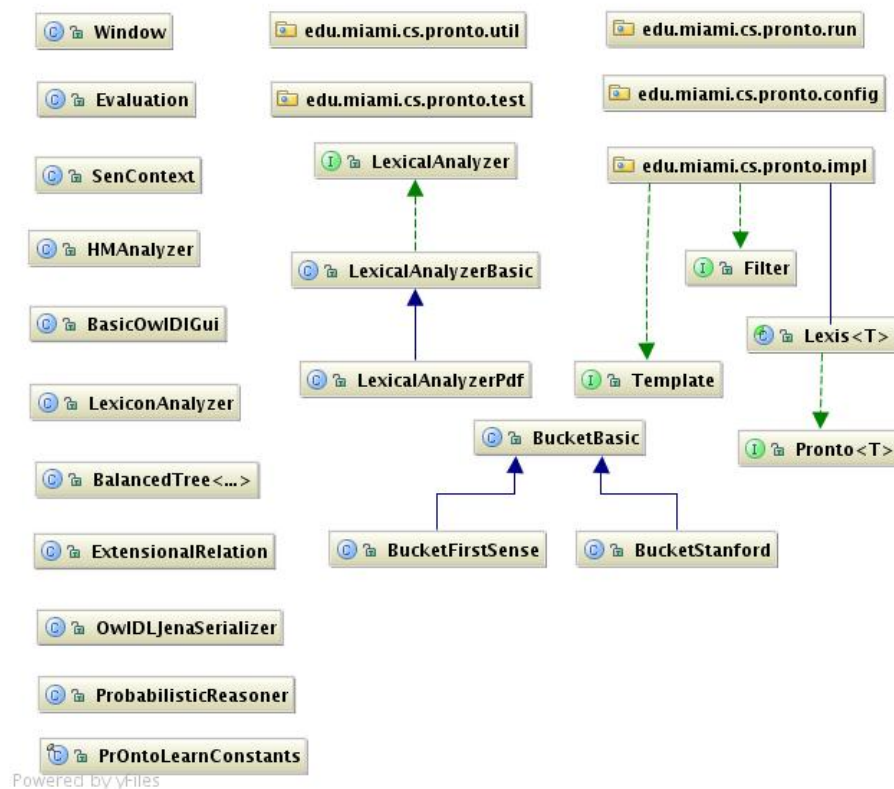 Window
edu.miami.cs.pronto.util
edu.miami.cs.pronto.run
Evaluation
edu.miami.cs.pronto.test
edu.miami.cs.pronto.config
SenContext
LexicalAnalyzer
edu.miami.cs.pronto.impl
HMAnalyzer
LexicalAnalyzerBasic
Filter
BasicOwlDlGui
Lexis<T>
LexiconAnalyzer
LexicalAnalyzerPdf
Template
BucketBasic
Pronto<T>
BalancedTree<...>
ExtensionalRelation
BucketFirstSense
BucketStanford
OwlDLJenaSerializer
ProbabilisticReasoner
PrOntoLearnConstants
Powered by yFiles